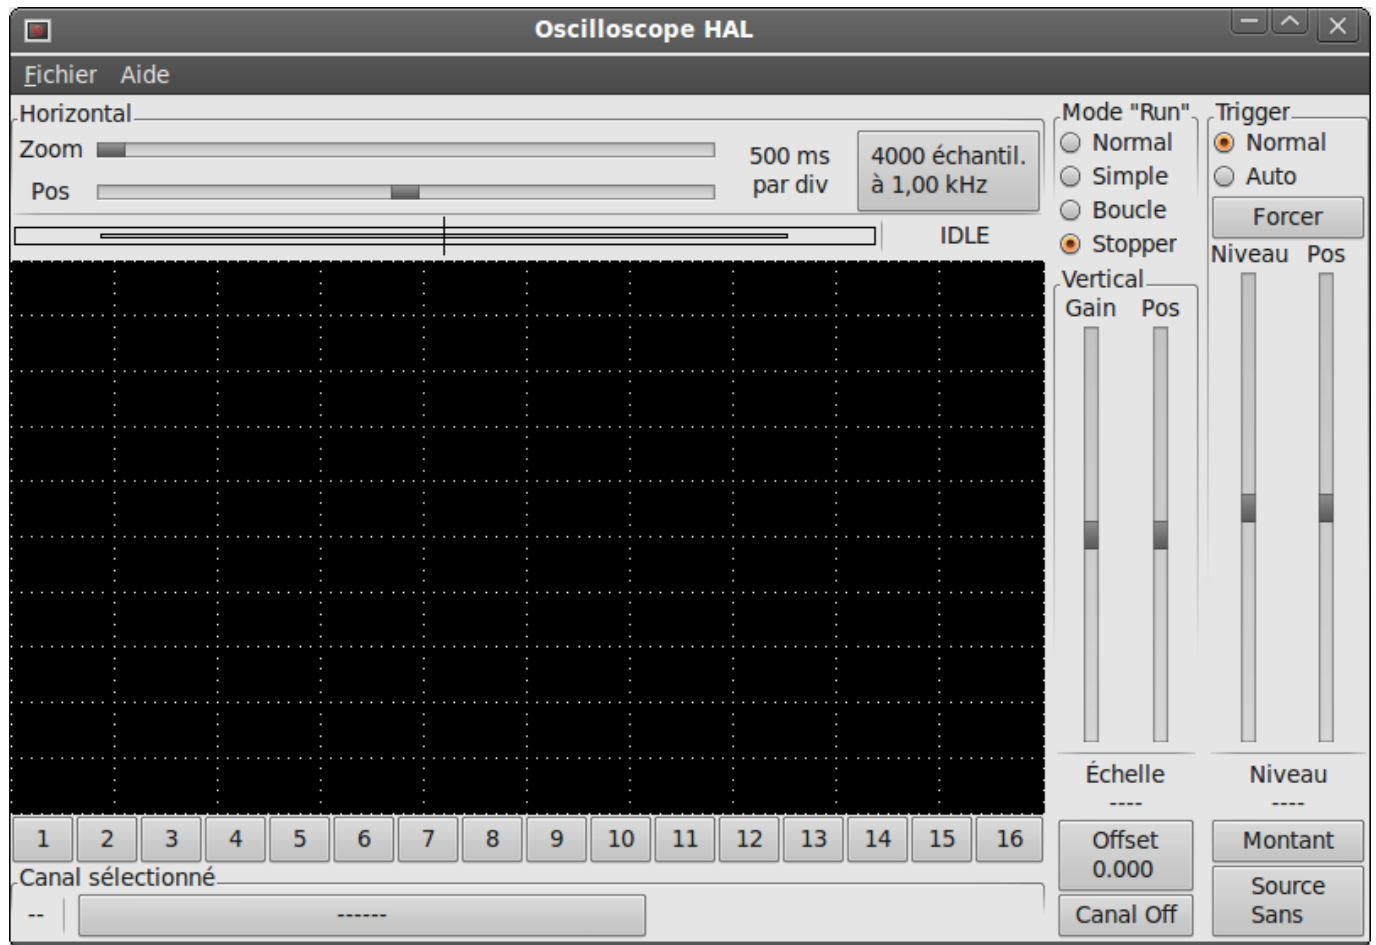 Oscilloscope HAL
Fichier Aide
Horizontal
Zoom
Pos
500 ms
par div
4000 échantil.
à 1,00 kHz
IDLE
Mode "Run"
Normal
Simple
Boucle
Stopper
Trigger
Normal
Auto
Forcer
Niveau Pos
Vertical
Gain Pos
Échelle
----
Niveau
----
1 2 3 4 5 6 7 8 9 10 11 12 13 14 15 16
Offset
0.000
Montant
Canal sélectionné
-- ------
Canal Off
Source
Sans